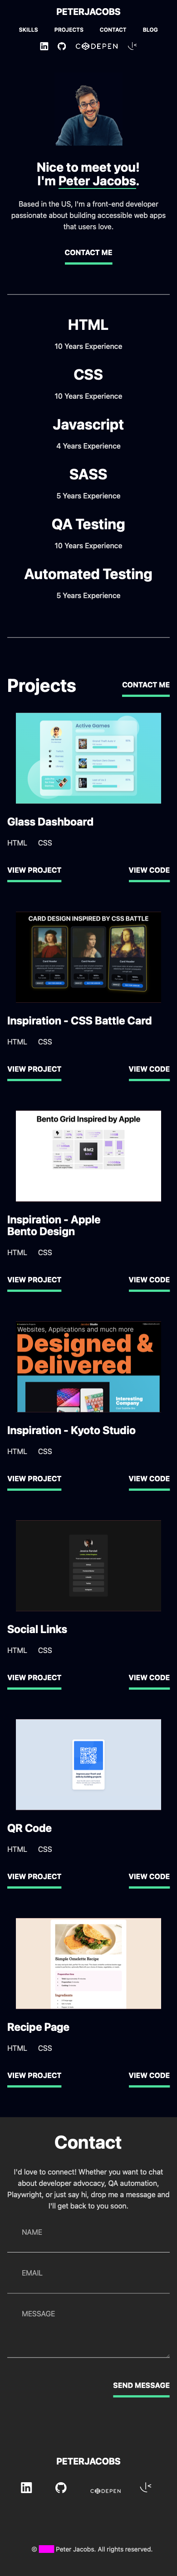 PETERJACOBS
SKILLS PROJECTS CONTACT BLOG
CODEPEN
Nice to meet you!
I'm Peter Jacobs.
Based in the US, I'm a front-end developer
passionate about building accessible web apps
that users love.
CONTACT ME
HTML
10 Years Experience
CSS
10 Years Experience
Javascript
4 Years Experience
SASS
5 Years Experience
QA Testing
10 Years Experience
Automated Testing
5 Years Experience
Projects
CONTACT ME
Active Games
Glass Dashboard
HTML CSS
VIEW PROJECT VIEW CODE
CARD DESIGN INSPIRED BY CSS BATTLE
Inspiration - CSS Battle Card
HTML CSS
VIEW PROJECT VIEW CODE
Bento Grid Inspired by Apple
M2
Inspiration - Apple
Bento Design
HTML CSS
VIEW PROJECT VIEW CODE
Websites, Applications and much more
Designed &
Delivered
Interesting
Company
Inspiration - Kyoto Studio
HTML CSS
VIEW PROJECT VIEW CODE
Social Links
HTML CSS
VIEW PROJECT VIEW CODE
QR Code
HTML CSS
VIEW PROJECT VIEW CODE
Simple Omelette Recipe
Ingredients
Recipe Page
HTML CSS
VIEW PROJECT VIEW CODE
Contact
I'd love to connect! Whether you want to chat
about developer advocacy, QA automation,
Playwright, or just say hi, drop me a message and
I'll get back to you soon.
NAME
EMAIL
MESSAGE
SEND MESSAGE
PETERJACOBS
CODEPEN
© Peter Jacobs. All rights reserved.